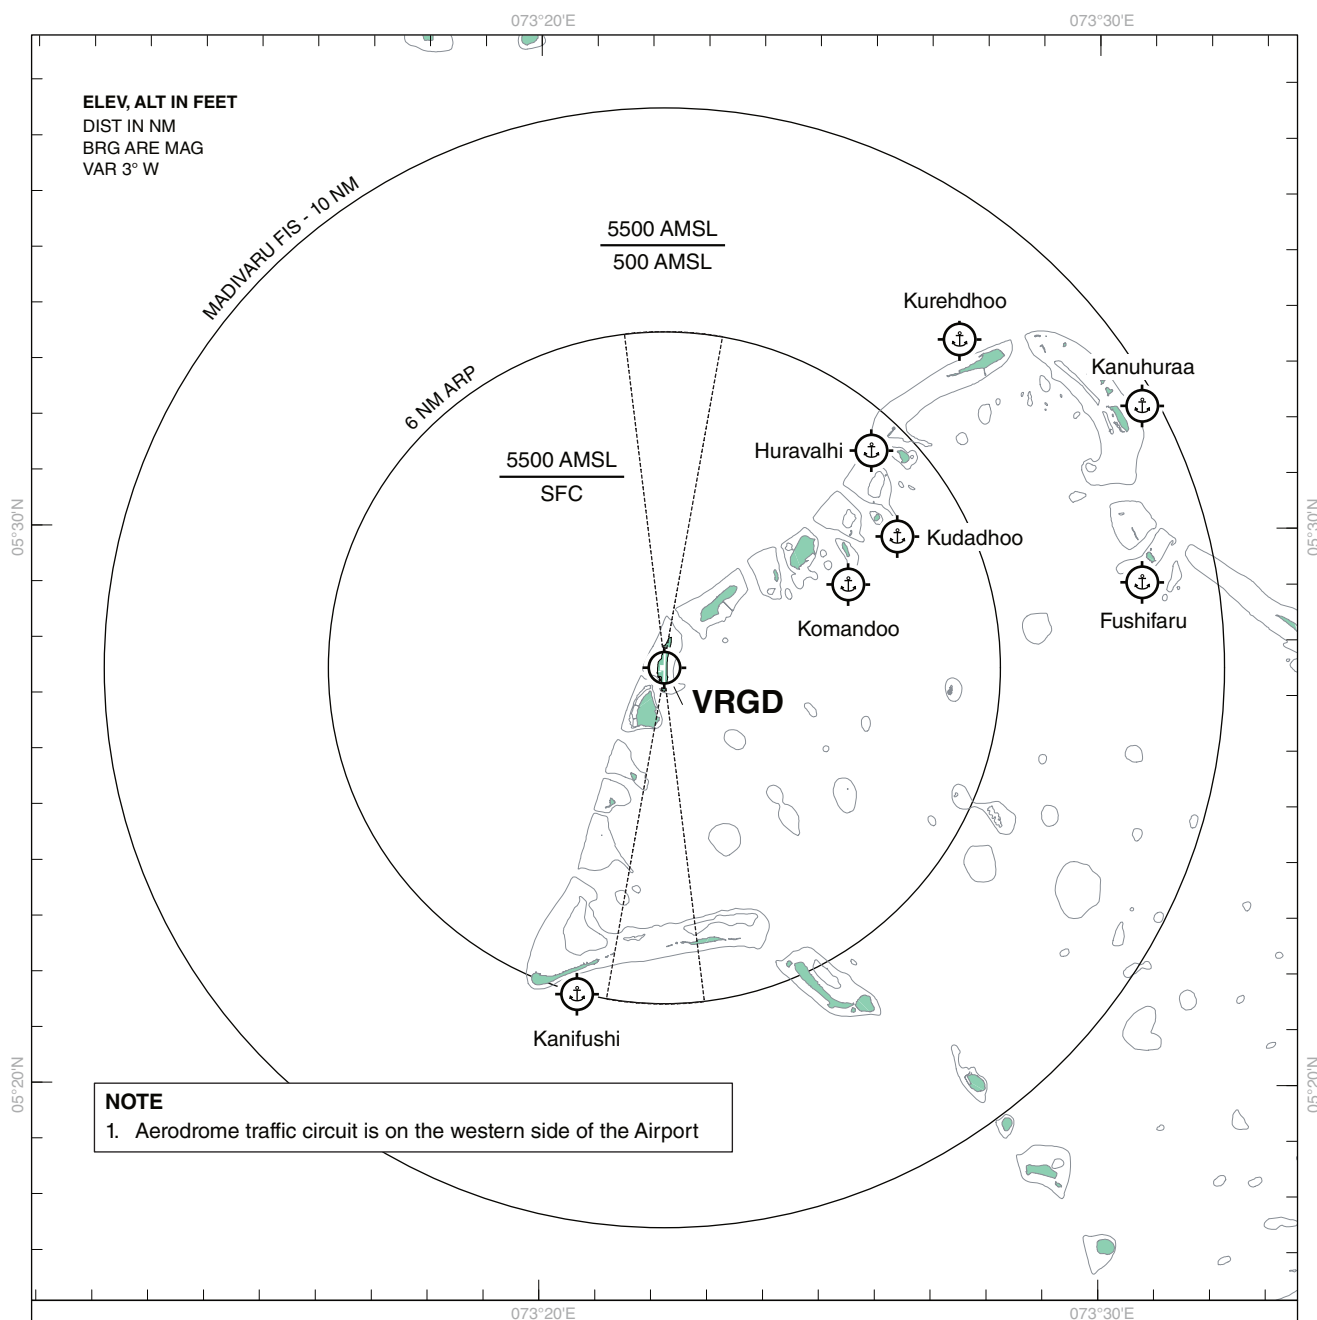 073°20'E
073°30'E
ELEV, ALT IN FEET
DIST IN NM
BRG ARE MAG
VAR 3° W
MADIVARU FIS - 10 NM
5500 AMSL
500 AMSL
Kurehdhoo
Kanuhuraa
6 NM ARP
Huravalhi
5500 AMSL
SFC
05°30'N
05°30'N
Kudadhoo
Komandoo
Fushifaru
VRGD
Kanifushi
05°20'N
05°20'N
NOTE
1. Aerodrome traffic circuit is on the western side of the Airport
073°20'E
073°30'E